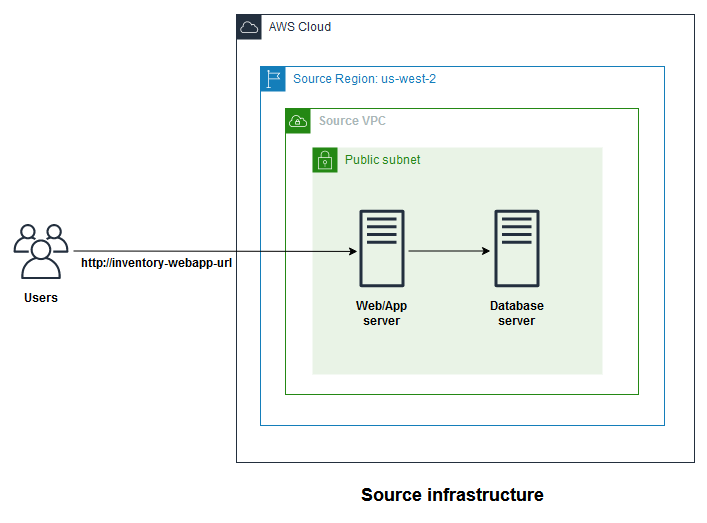 AWS Cloud
Source Region: us-west-2
Source VPC
Public subnet
http://inventory-webapp-url
Users
Web/App
server
Database
server
Source infrastructure